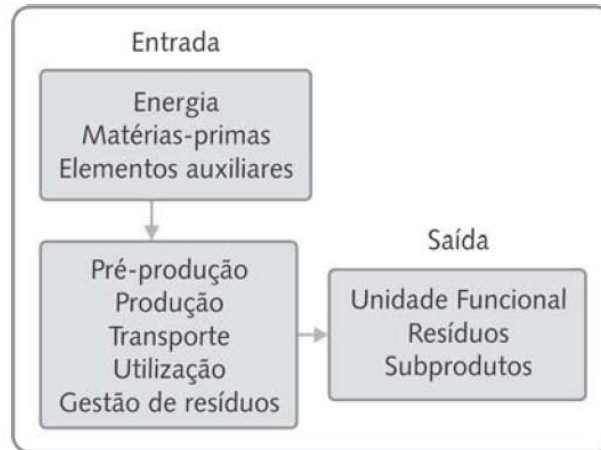 Entrada
Energia
Matérias-primas
Elementos auxiliares
Pré-produção
Produção
Transporte
Utilização
Gestão de resíduos
Saída
Unidade Funcional
Resíduos
Subprodutos